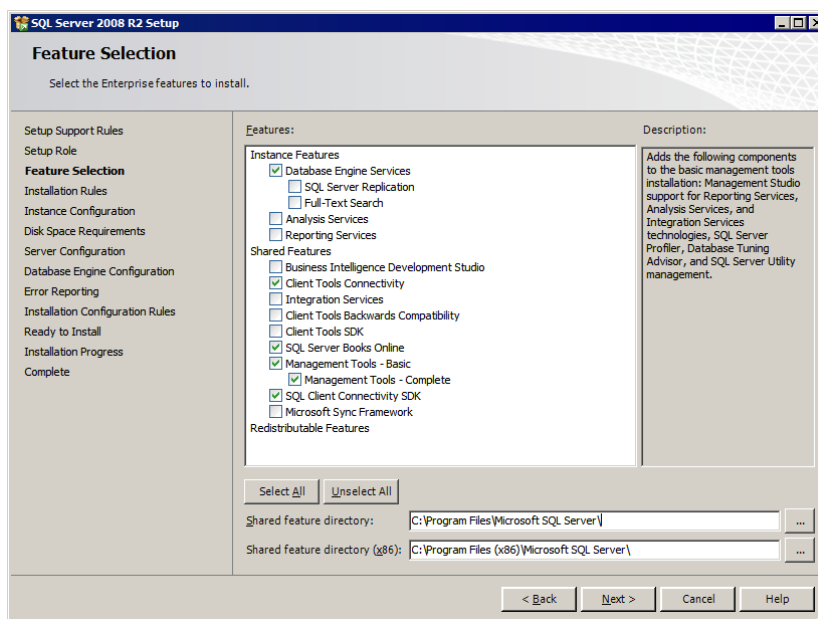 SQL Server 2008 R2 Setup
Feature Selection
Select the Enterprise features to install.
Setup Support Rules
Setup Role
Feature Selection
Installation Rules
Instance Configuration
Disk Space Requirements
Server Configuration
Database Engine Configuration
Error Reporting
Installation Configuration Rules
Ready to Install
Installation Progress
Complete
Features:
Instance Features
Database Engine Services
SQL Server Replication
Full-Text Search
Analysis Services
Reporting Services
Shared Features
Business Intelligence Development Studio
Client Tools Connectivity
Integration Services
Client Tools Backwards Compatibility
Client Tools SDK
SQL Server Books Online
Management Tools - Basic
Management Tools - Complete
SQL Client Connectivity SDK
Microsoft Sync Framework
Redistributable Features
Description:
Adds the following components
to the basic management tools
installation: Management Studio
support for Reporting Services,
Analysis Services, and
Integration Services
technologies, SQL Server
Profiler, Database Tuning
Advisor, and SQL Server Utility
management.
Select All
Unselect All
Shared feature directory:
C:\Program Files\Microsoft SQL Server\
...
Shared feature directory (x86):
C:\Program Files (x86)\Microsoft SQL Server\
...
< Back
Next >
Cancel
Help